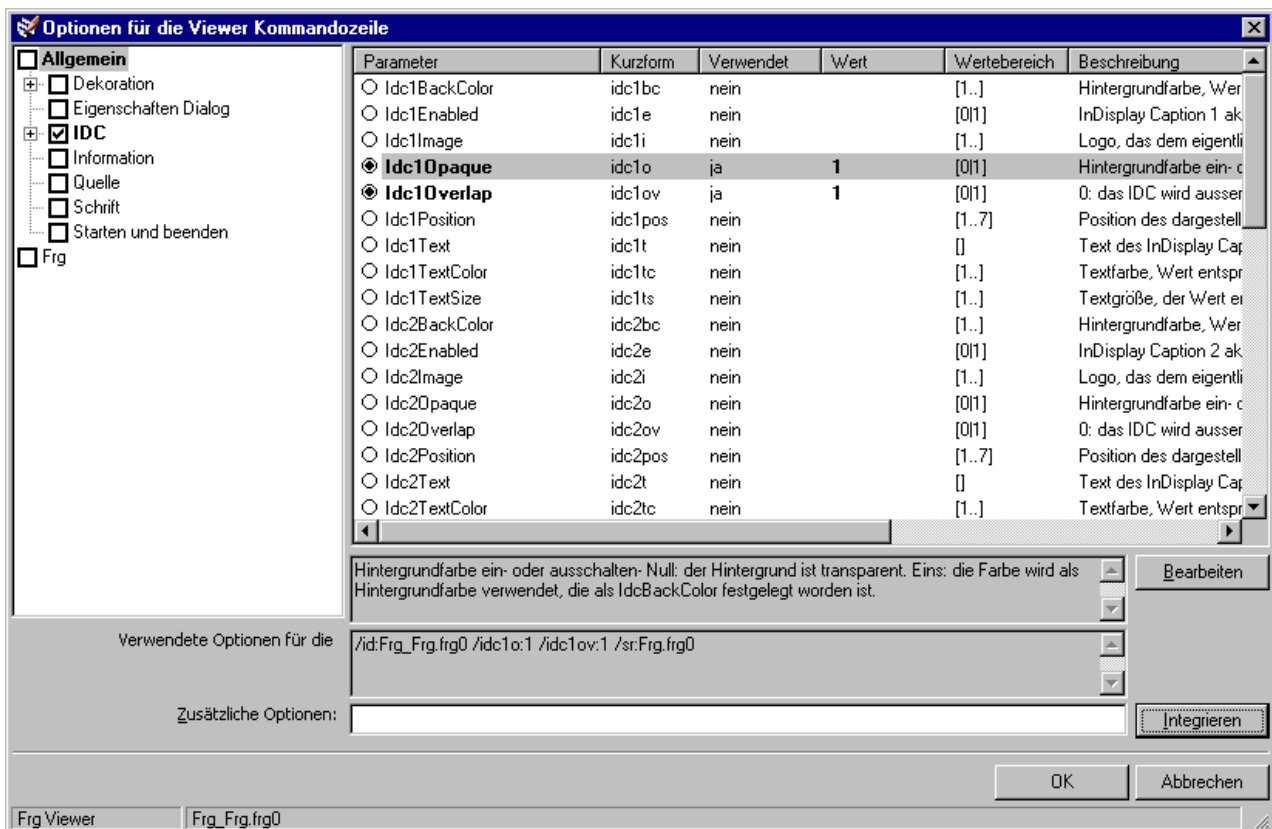 Optionen für die Viewer Kommandozeile
Allgemein
Dekoration
Eigenschaften Dialog
IDC
Information
Quelle
Schrift
Starten und beenden
Frg
Parameter Kurzform Verwendet Wert Wertebereich Beschreibung
Idc1BackColor idc1bc nein [1..] Hintergrundfarbe, Wer
Idc1Enabled idc1e nein [0|1] InDisplay Caption 1 ak
Idc1Image idc1i nein [1..] Logo, das dem eigentli
Idc1Opaque idc1o ja 1 [0|1] Hintergrundfarbe ein- o
Idc1Overlap idc1ov ja 1 [0|1] 0: das IDC wird ausser
Idc1Position idc1pos nein [1..7] Position des dargestell
Idc1Text idc1t nein [] Text des InDisplay Cap
Idc1TextColor idc1tc nein [1..] Textfarbe, Wert entspr
Idc1TextSize idc1ts nein [1..] Textgröße, der Wert er
Idc2BackColor idc2bc nein [1..] Hintergrundfarbe, Wer
Idc2Enabled idc2e nein [0|1] InDisplay Caption 2 ak
Idc2Image idc2i nein [1..] Logo, das dem eigentli
Idc2Opaque idc2o nein [0|1] Hintergrundfarbe ein- o
Idc2Overlap idc2ov nein [0|1] 0: das IDC wird ausser
Idc2Position idc2pos nein [1..7] Position des dargestell
Idc2Text idc2t nein [] Text des InDisplay Cap
Idc2TextColor idc2tc nein [1..] Textfarbe, Wert entspr
Hintergrundfarbe ein- oder ausschalten- Null: der Hintergrund ist transparent. Eins: die Farbe wird als
Hintergrundfarbe verwendet, die als IdcBackColor festgelegt worden ist.
Bearbeiten
Verwendete Optionen für die
/id:Frg_Frg.frg0 /idc1o:1 /idc1ov:1 /sr:Frg.frg0
Zusätzliche Optionen:
Integrieren
OK Abbrechen
Frg Viewer Frg_Frg.frg0